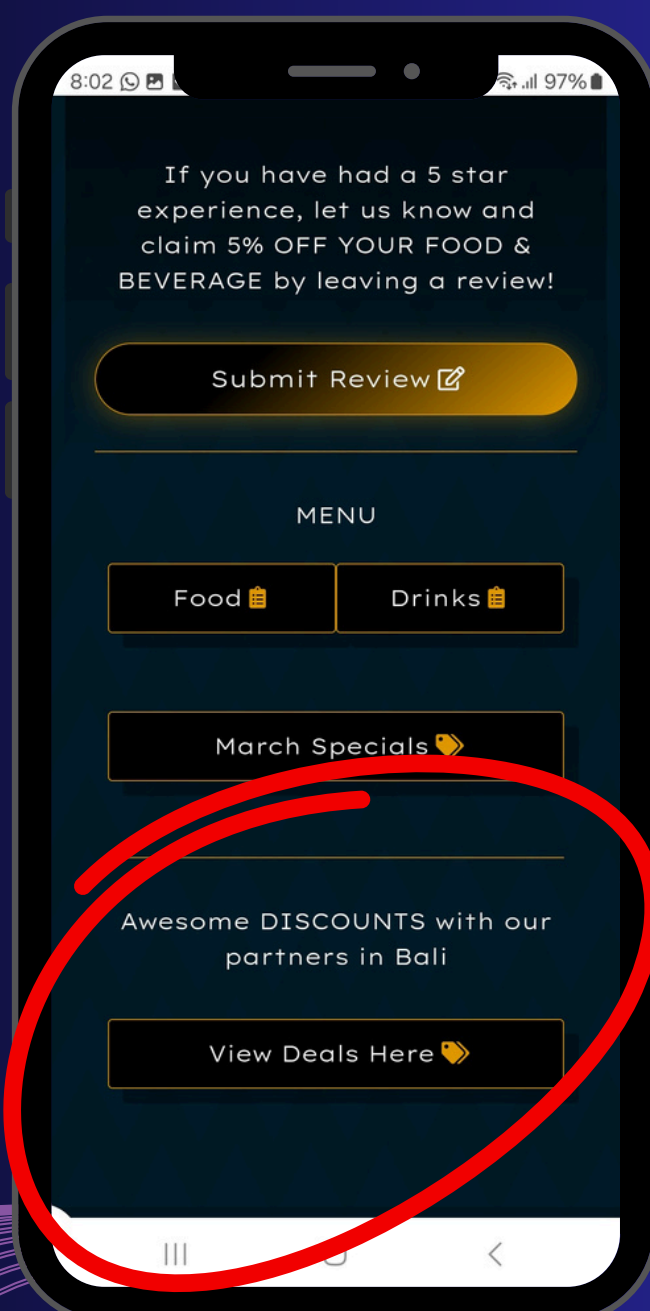 8:02 97%
If you have had a 5 star
experience, let us know and
claim 5% OFF YOUR FOOD &
BEVERAGE by leaving a review!
Submit Review
MENU
Food Drinks
March Specials
Awesome DISCOUNTS with our
partners in Bali
View Deals Here